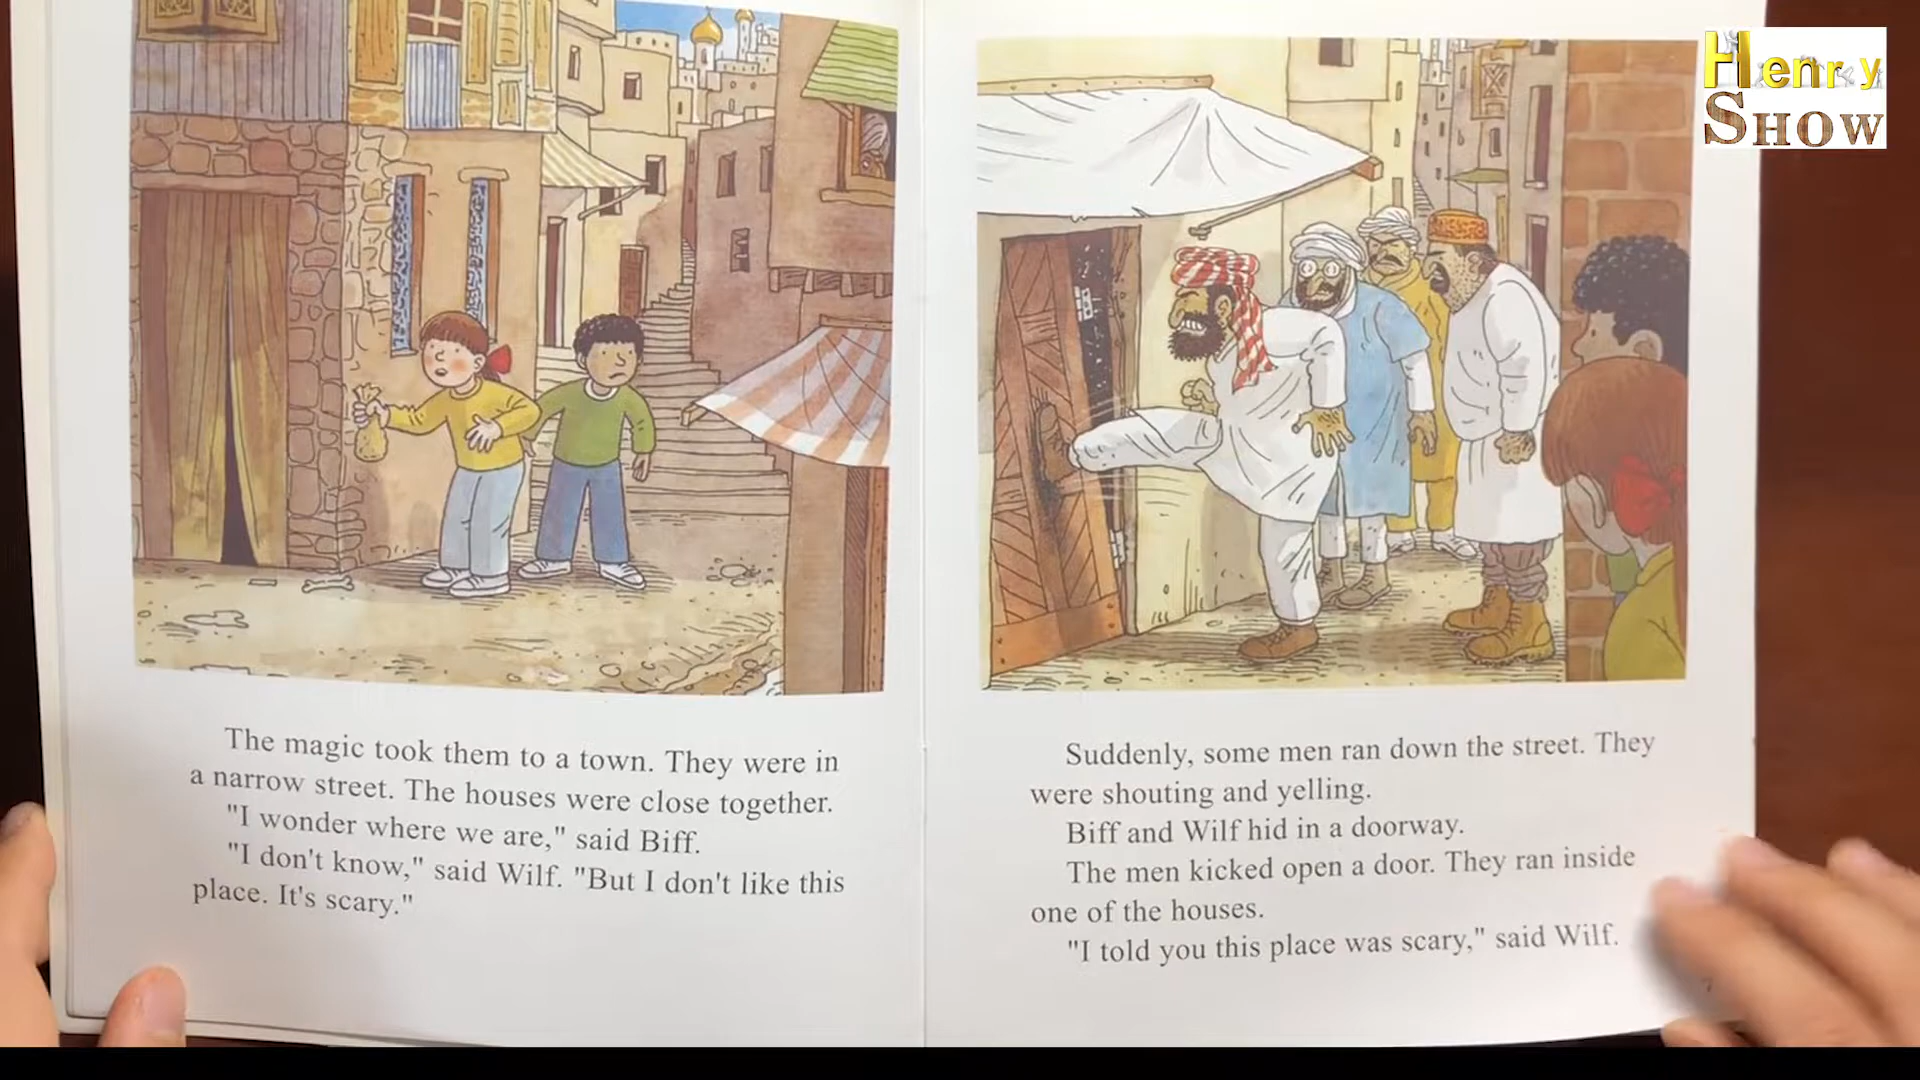 The magic took them to a town. They were in
a narrow street. The houses were close together.
"I wonder where we are," said Biff.
"I don't know," said Wilf. "But I don't like this
place. It's scary."
Suddenly, some men ran down the street. They
were shouting and yelling.
Biff and Wilf hid in a doorway.
The men kicked open a door. They ran inside
one of the houses.
"I told you this place was scary," said Wilf.
Henry
SHOW